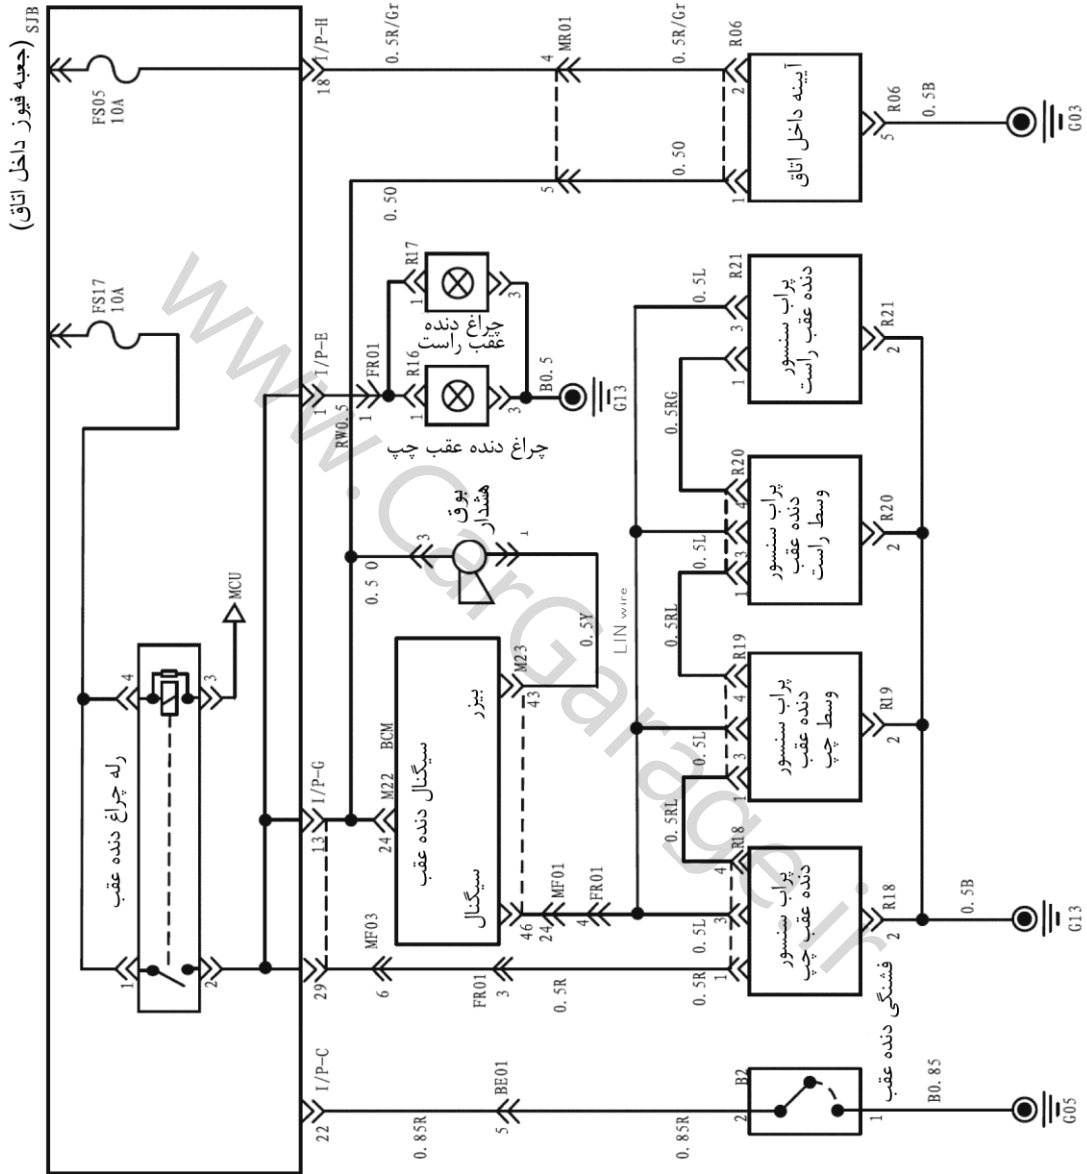 SJB
(جعبه فیوز داخل اتاق)
FS05
10A
FS17
10A
4
3
MCU
رله چراغ دنده عقب
1
2
I/P-H
18
0.5R/Gr
4
MR01
0.5R/Gr
R06
2
آیینه داخل اتاق
R06
5
0.5B
G03
0.5O
5
0.5O
1
I/P-E
1
RW0.5
FR01
1
R17
1
3
چراغ دنده
عقب راست
R16
1
3
چراغ دنده عقب چپ
B0.5
G13
0.5 O
3
بوق
هشدار
1
0.5Y
I/P-G
13
M22
BCM
24
سیگنال دنده عقب
بیزر
سیگنال
M23
43
46
24
MF01
4
FR01
LIN wire
0.5L
R21
3
1
پراب سنسور
دنده عقب راست
R21
2
0.5RG
R20
4
0.5L
3
1
پراب سنسور
دنده عقب
وسط راست
R20
2
0.5RL
R19
4
0.5L
3
1
پراب سنسور
دنده عقب
وسط چپ
R19
2
0.5RL
R18
4
0.5L
3
1
پراب سنسور
دنده عقب چپ
R18
2
0.5B
G13
29
MF03
6
FR01
3
0.5R
0.5R
I/P-C
22
0.85R
BE01
5
0.85R
B2
2
1
فشنگی دنده عقب
B0.85
G05
www.CarGarage.ir